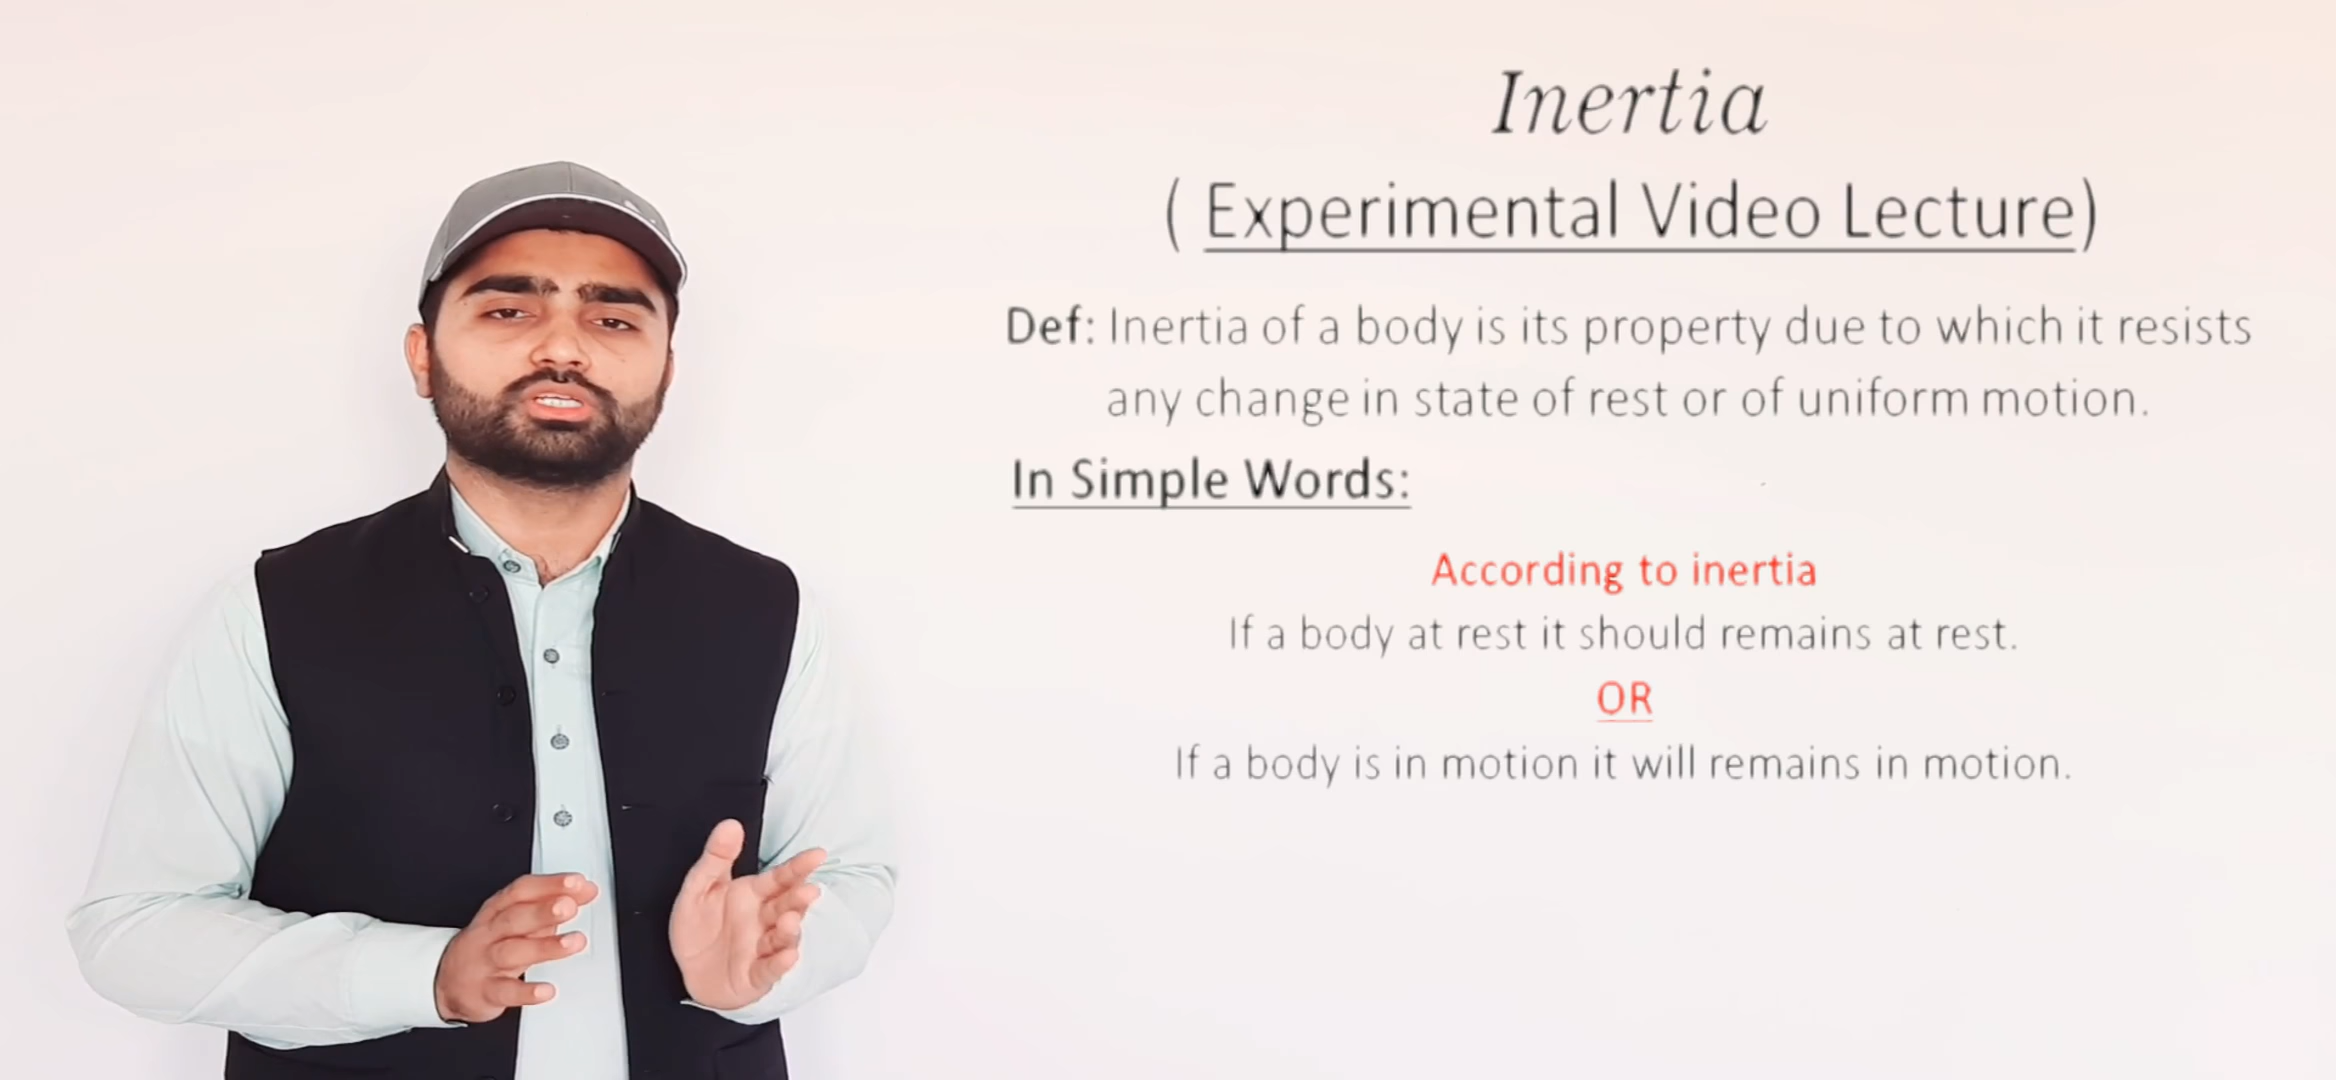 Inertia
( Experimental Video Lecture)
Def: Inertia of a body is its property due to which it resists
any change in state of rest or of uniform motion.
In Simple Words:
According to inertia
If a body at rest it should remains at rest.
OR
If a body is in motion it will remains in motion.